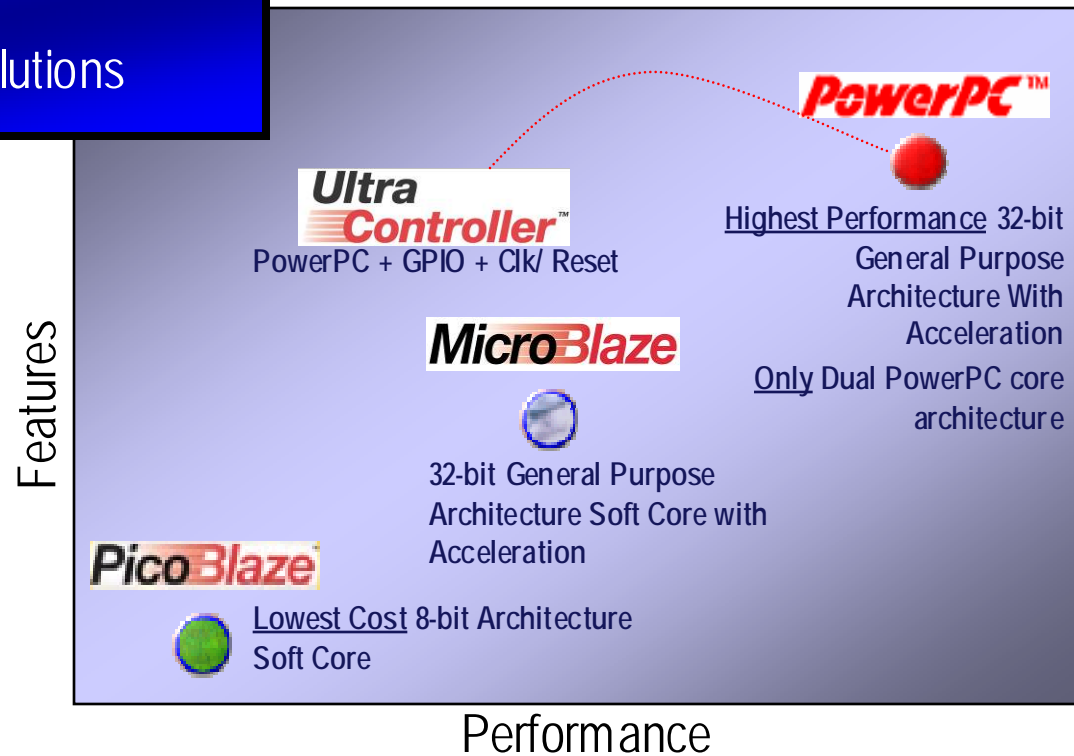 lutions
PowerPC™
Ultra
Controller™
PowerPC + GPIO + Clk/ Reset
Highest Performance 32-bit
General Purpose
Architecture With
Acceleration
Only Dual PowerPC core
architecture
MicroBlaze
32-bit General Purpose
Architecture Soft Core with
Acceleration
PicoBlaze
Lowest Cost 8-bit Architecture
Soft Core
Features
Performance